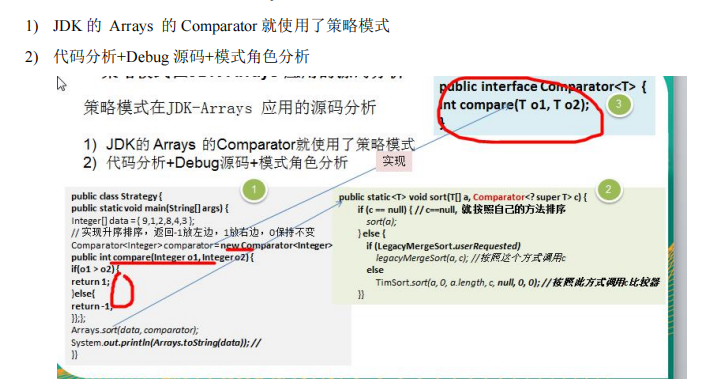 1) JDK 的 Arrays 的 Comparator 就使用了策略模式
2) 代码分析+Debug 源码+模式角色分析
策略模式在JDK-Arrays 应用的源码分析
1) JDK的 Arrays 的Comparator就使用了策略模式
2) 代码分析+Debug源码+模式角色分析
实现
public interface Comparator<T> {
int compare(T o1, T o2);
}
3
1
public class Strategy {
public static void main(String[] args) {
Integer[] data = { 9,1,2,8,4,3 };
// 实现升序排序，返回-1放左边，1放右边，0保持不变
Comparator<Integer> comparator = new Comparator<Integer>
public int compare(Integer o1, Integer o2) {
if(o1 > o2) {
return 1;
}else{
return -1
}};};
Arrays.sort(data, comparator);
System.out.println(Arrays.toString(data)); //
}}
2
public static <T> void sort(T[] a, Comparator<? super T> c) {
if (c == null) { // c==null, 就按照自己的方法排序
sort(a);
} else {
if (LegacyMergeSort.userRequested)
legacyMergeSort(a, c); //按照这个方式调用c
else
TimSort.sort(a, 0, a.length, c, null, 0, 0); //按照此方式调用c比较器
}}